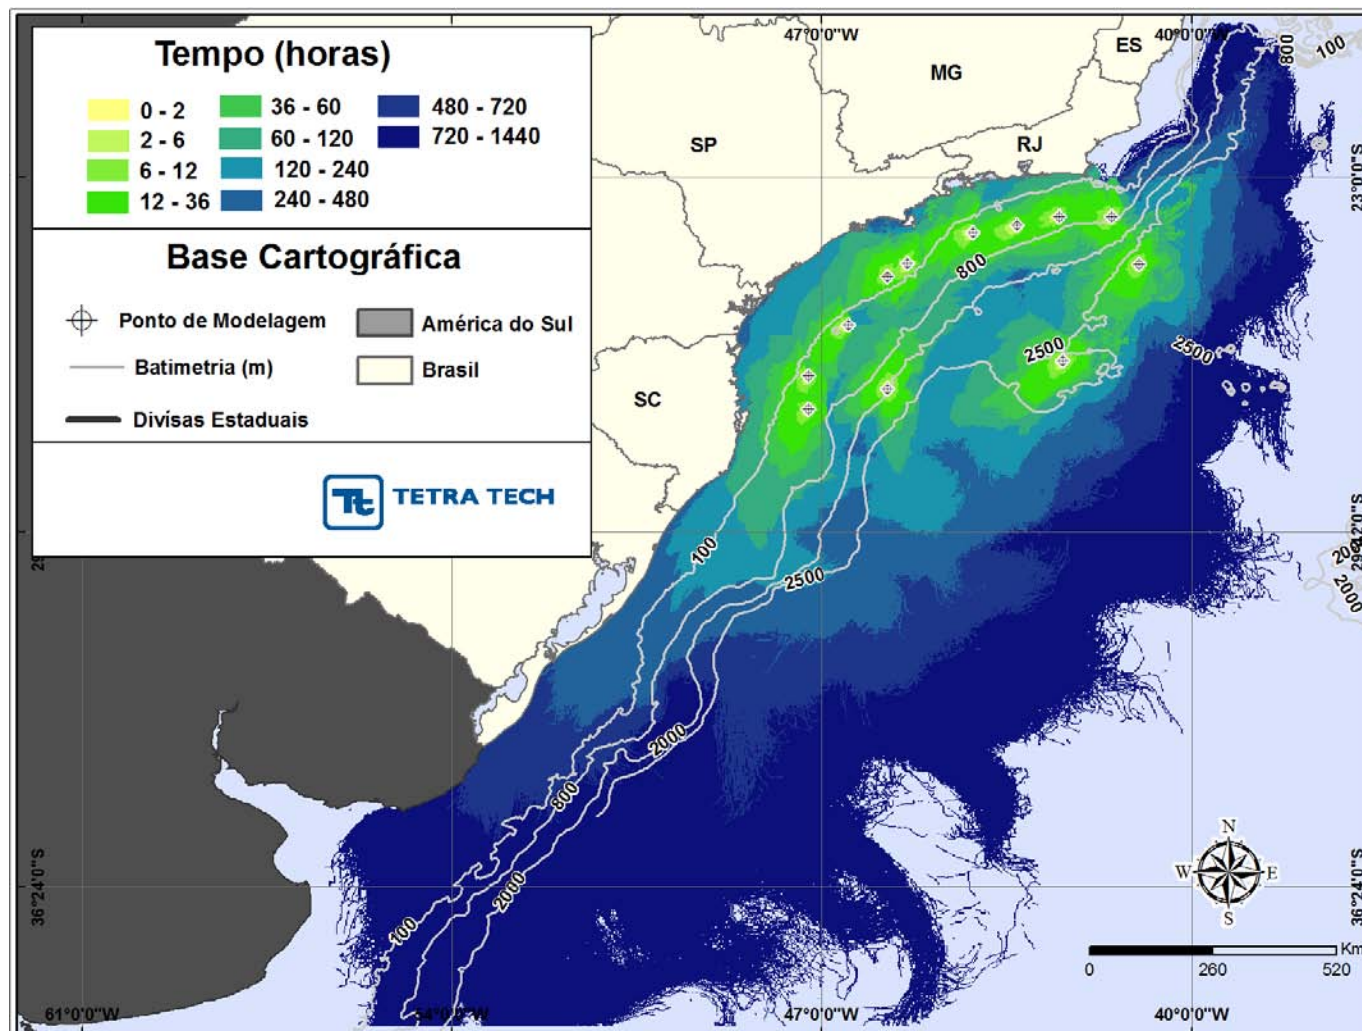 Tempo (horas)
0 - 2
2 - 6
6 - 12
12 - 36
36 - 60
60 - 120
120 - 240
240 - 480
480 - 720
720 - 1440
Base Cartográfica
Ponto de Modelagem
Batimetria (m)
Divísas Estaduais
América do Sul
Brasil
TETRA TECH
47°0'0"W
40°0'0"W
ES
MG
SP
RJ
SC
800
100
23°0'0"S
800
2500
2500
100
2500
2000
2000
800
2000
100
36°24'0"S
36°24'0"S
N
W
E
S
Km
0
260
520
61°0'0"W
54°0'0"W
47°0'0"W
40°0'0"W